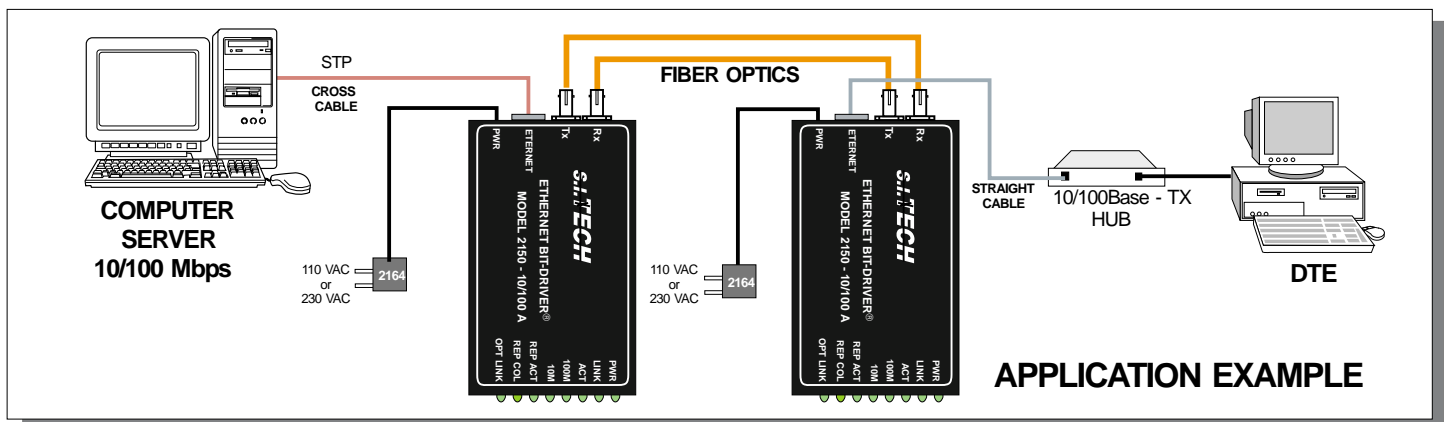 STP
CROSS
CABLE
FIBER OPTICS
COMPUTER
SERVER
10/100 Mbps
110 VAC
or
230 VAC
2164
PWR
ETERNET
Tx
Rx
S.I.TECH
ETHERNET BIT-DRIVER®
MODEL 2150 - 10/100 A
OPT LINK
REP COL
REP ACT
10M
100M
ACT
LINK
PWR
110 VAC
or
230 VAC
2164
PWR
ETERNET
Tx
Rx
S.I.TECH
ETHERNET BIT-DRIVER®
MODEL 2150 - 10/100 A
OPT LINK
REP COL
REP ACT
10M
100M
ACT
LINK
PWR
STRAIGHT
CABLE
10/100Base - TX
HUB
DTE
APPLICATION EXAMPLE